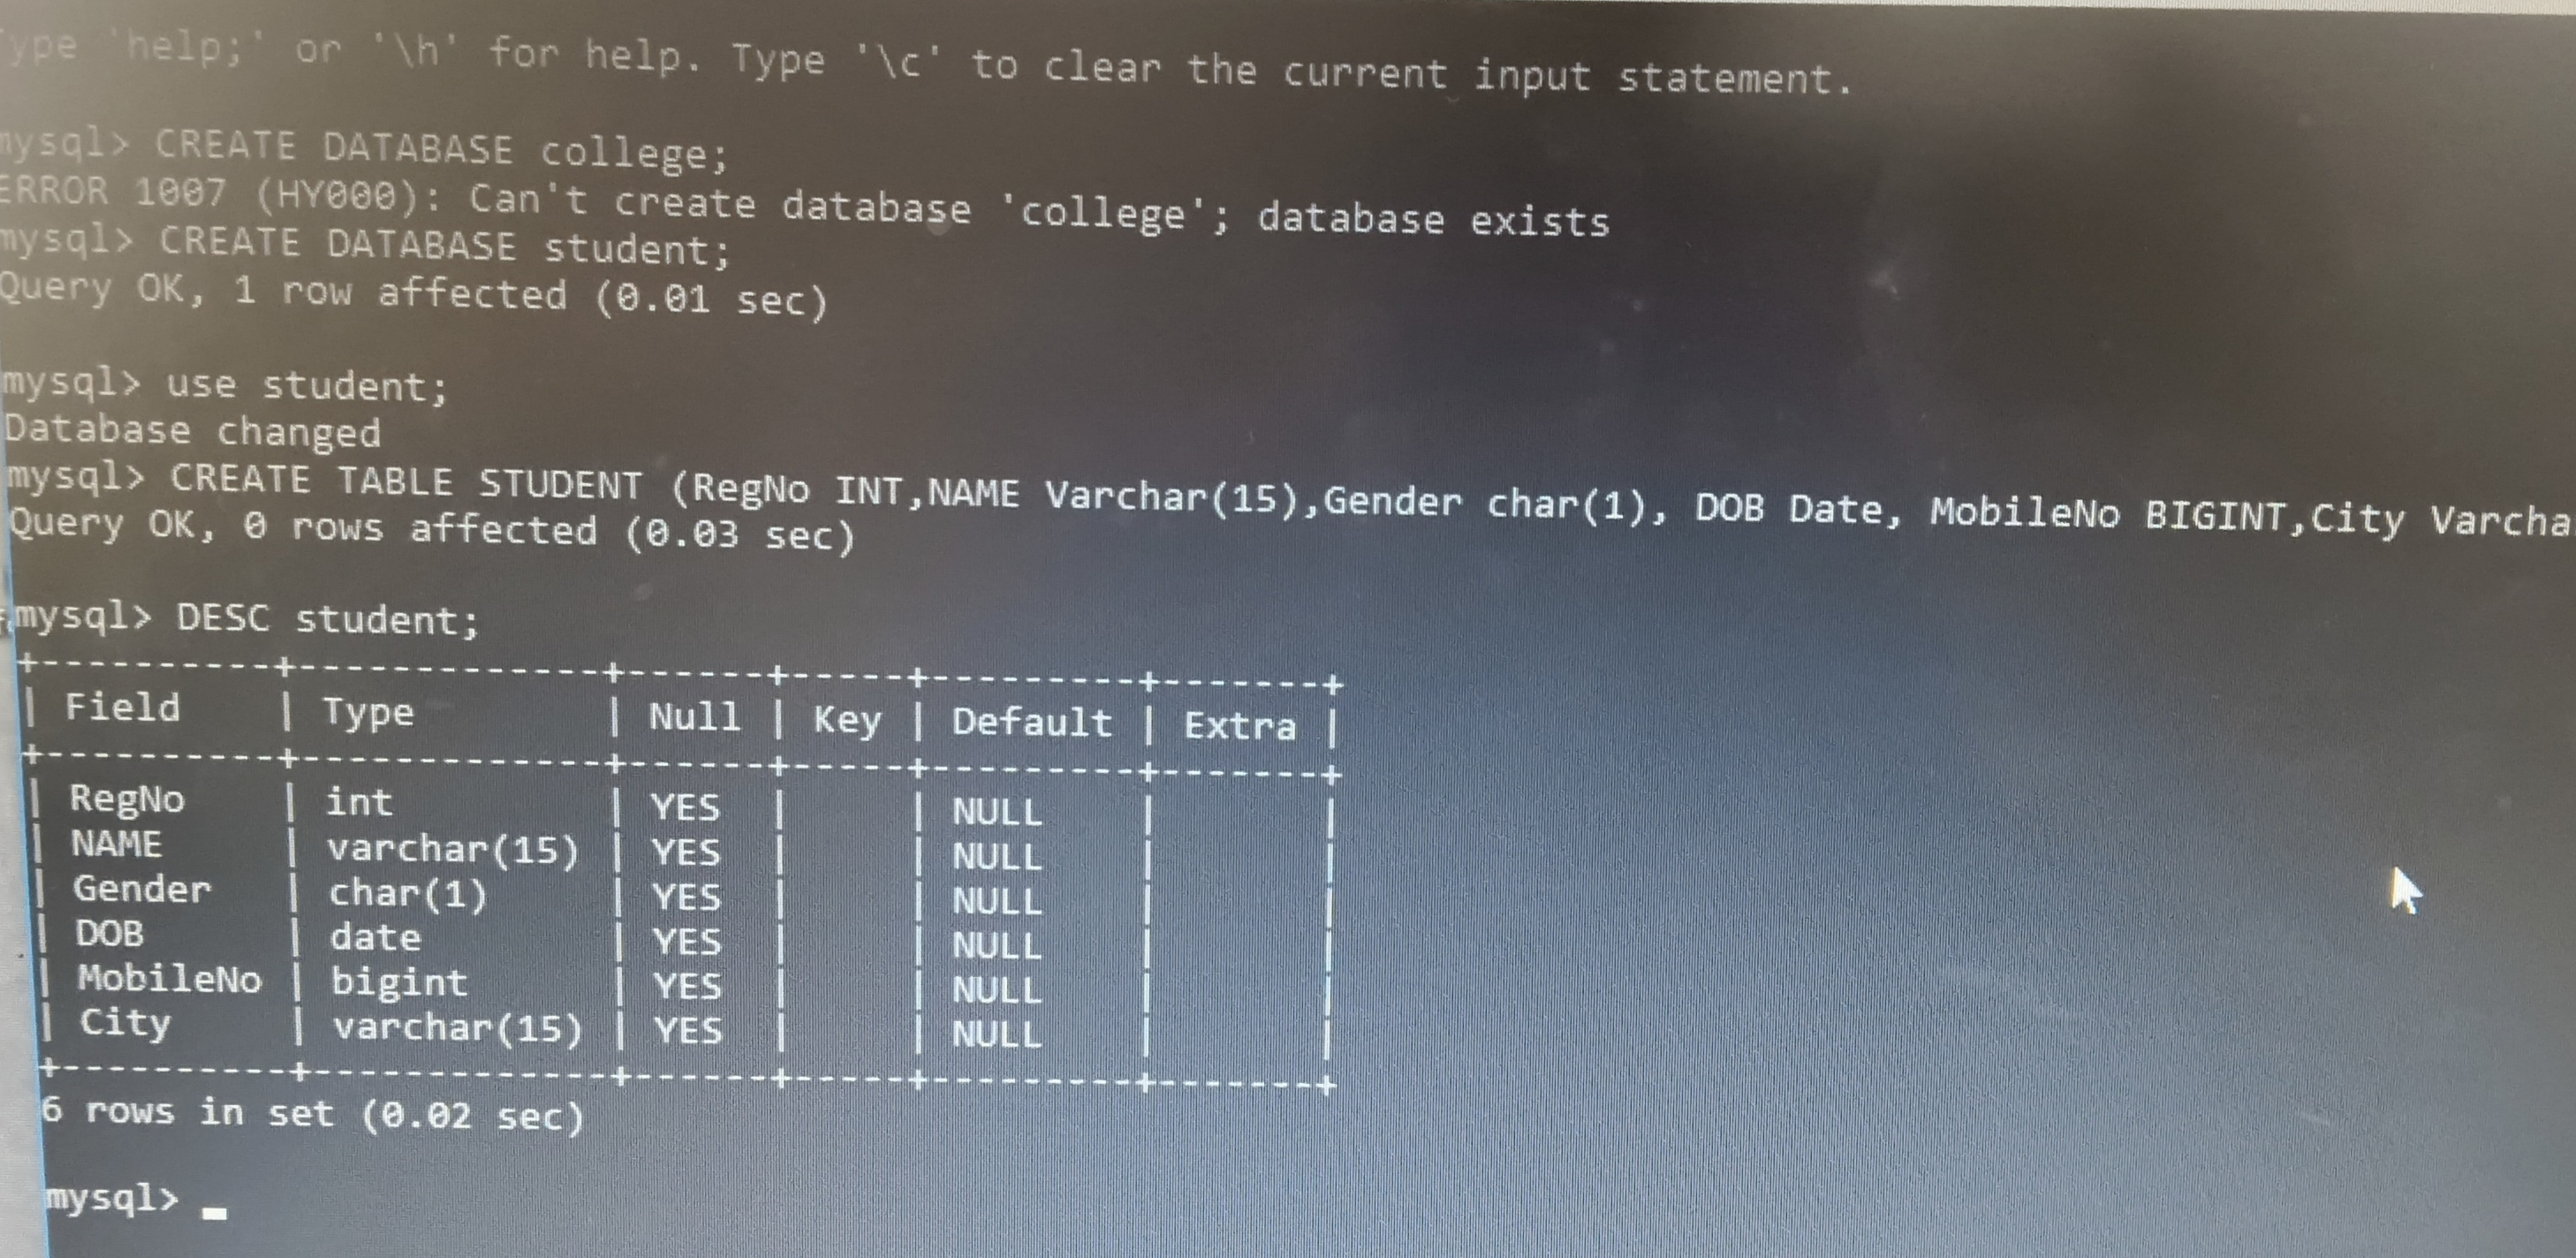 ype 'help;' or '\h' for help. Type '\c' to clear the current input statement.
mysql> CREATE DATABASE college;
ERROR 1007 (HY000): Can't create database 'college'; database exists
mysql> CREATE DATABASE student;
Query OK, 1 row affected (0.01 sec)
mysql> use student;
Database changed
mysql> CREATE TABLE STUDENT (RegNo INT,NAME Varchar(15),Gender char(1), DOB Date, MobileNo BIGINT,City Varcha
Query OK, 0 rows affected (0.03 sec)
mysql> DESC student;
+-----------+-------------+------+-----+---------+-------+
| Field | Type | Null | Key | Default | Extra |
+-----------+-------------+------+-----+---------+-------+
| RegNo | int | YES | | NULL | |
| NAME | varchar(15) | YES | | NULL | |
| Gender | char(1) | YES | | NULL | |
| DOB | date | YES | | NULL | |
| MobileNo | bigint | YES | | NULL | |
| City | varchar(15) | YES | | NULL | |
+-----------+-------------+------+-----+---------+-------+
6 rows in set (0.02 sec)
mysql> _